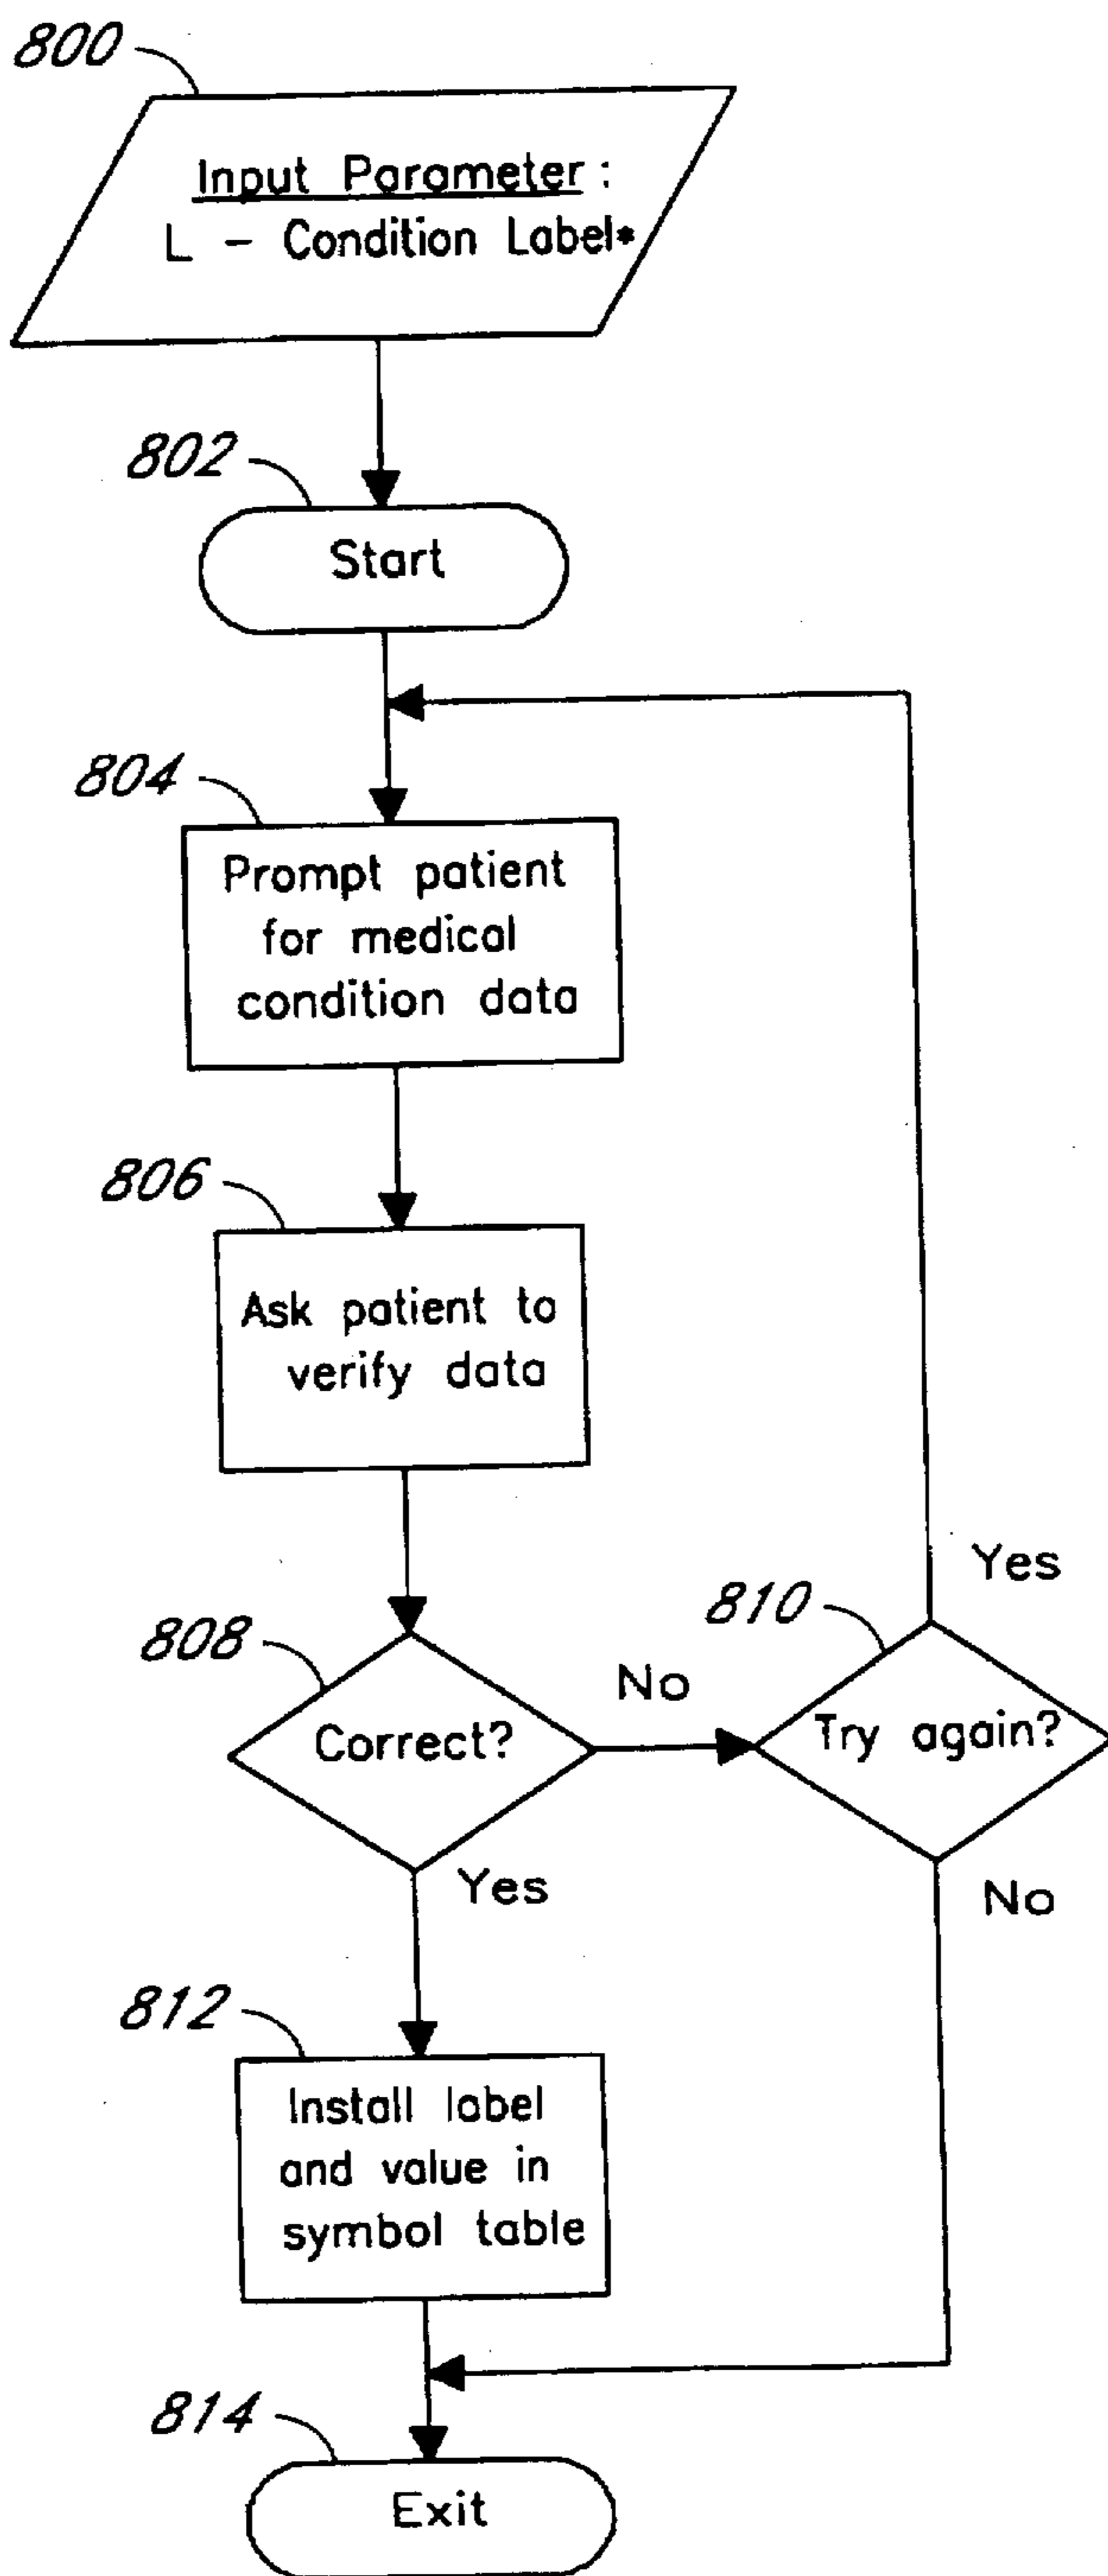 800
Input Parameter :
L - Condition Label*
802
Start
804
Prompt patient
for medical
condition data
806
Ask patient to
verify data
808
Correct?
No
810
Try again?
Yes
Yes
No
812
Install label
and value in
symbol table
814
Exit